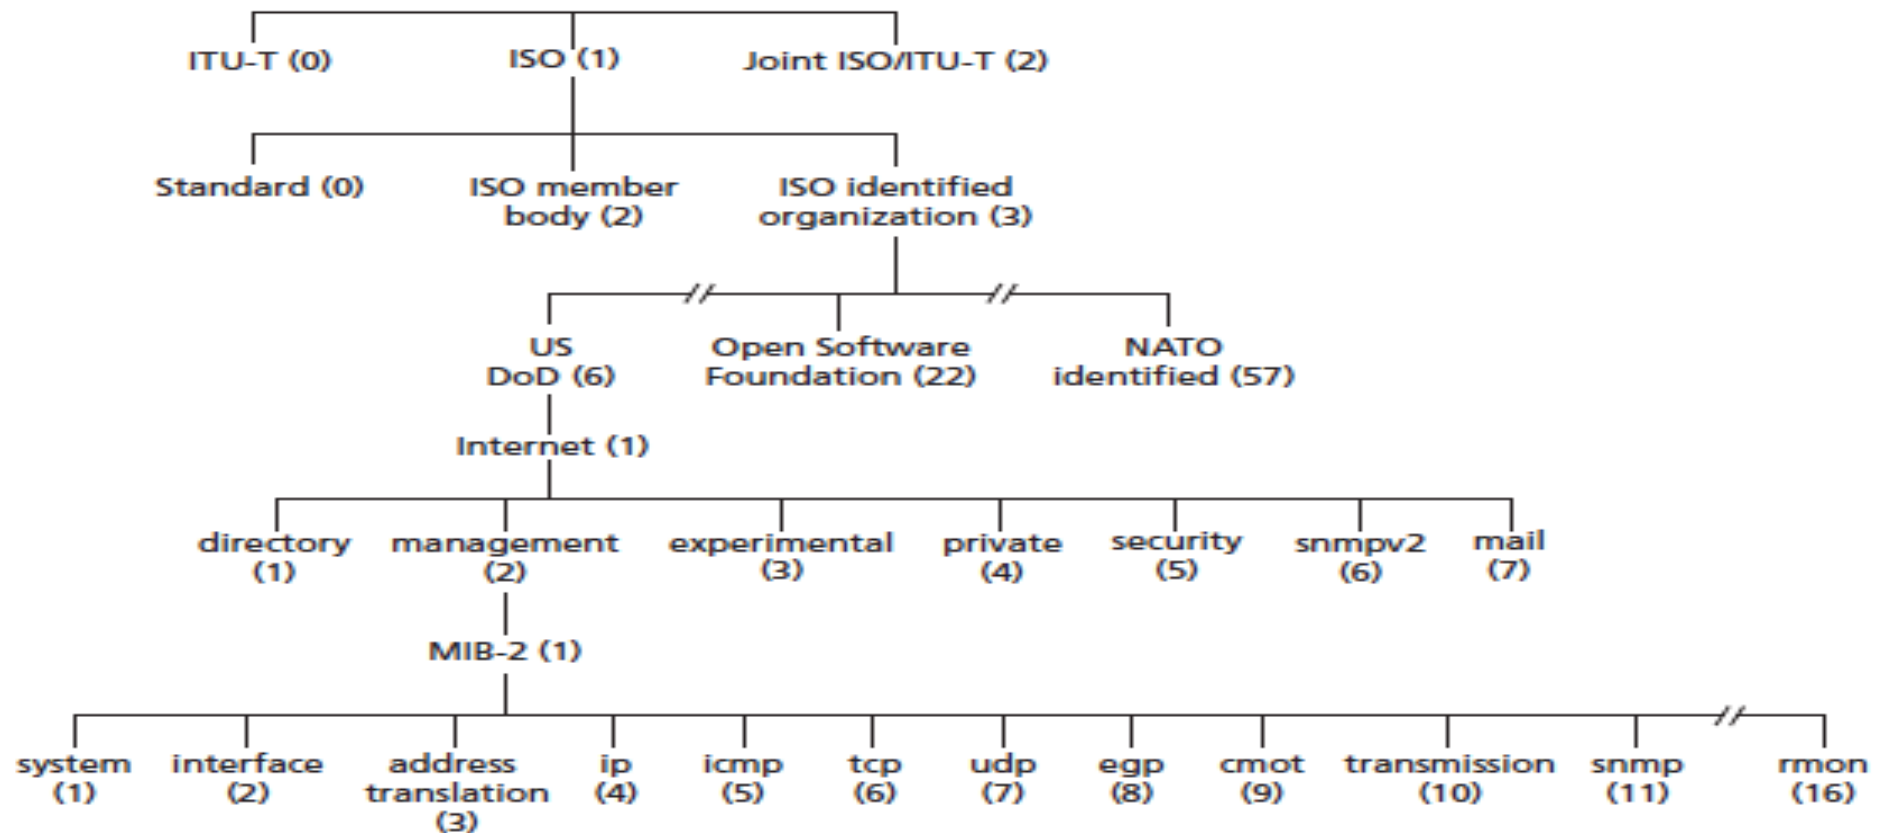 ITU-T (0) ISO (1) Joint ISO/ITU-T (2)
Standard (0) ISO member ISO identified
body (2) organization (3)
US Open Software NATO
DoD (6) Foundation (22) identified (57)
Internet (1)
directory management experimental private security snmpv2 mail
(1) (2) (3) (4) (5) (6) (7)
MIB-2 (1)
system interface address ip icmp tcp udp egp cmot transmission snmp rmon
(1) (2) translation (4) (5) (6) (7) (8) (9) (10) (11) (16)
(3)